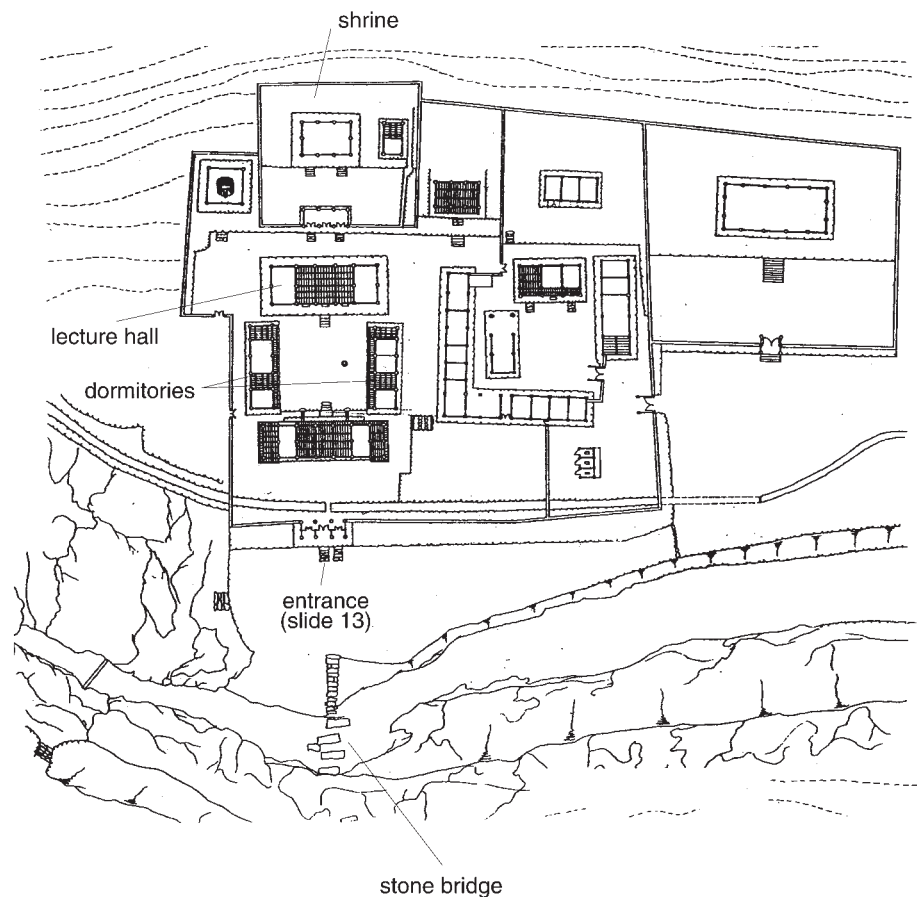 shrine
lecture hall
dormitories
entrance
(slide 13)
stone bridge